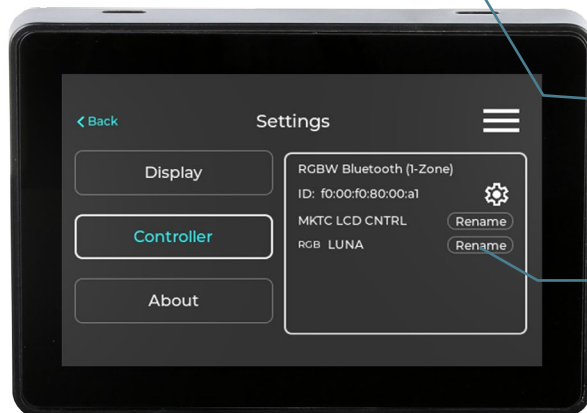 Back
Settings
Display
Controller
About
RGBW Bluetooth (1-Zone)
ID: f0:00:f0:80:00:a1
MKTC LCD CNTRL Rename
RGB LUNA Rename